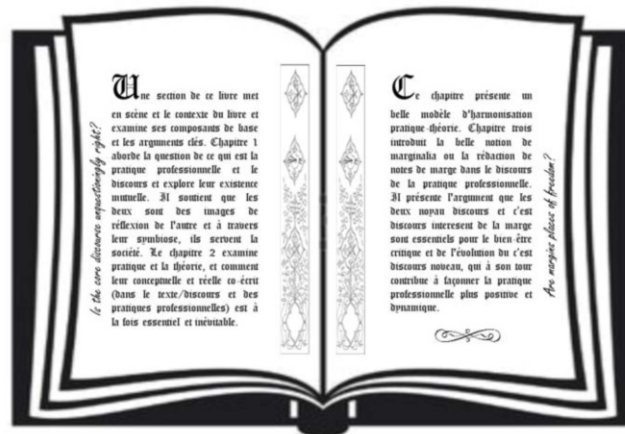 Is the core discourse unquestioningly right?
Une section de ce livre met
en scène et le contexte du livre et
examine ses composants de base
et les arguments clés. Chapitre 1
aborde la question de ce qui est la
pratique professionnelle et le
discours et explore leur existence
mutuelle. Il soutient que les
deux sont des images de
réflexion de l'autre et à travers
leur symbiose, ils servent la
société. Le chapitre 2 examine
pratique et la théorie, et comment
leur conceptuelle et réelle co-écrit
(dans le texte/discours et des
pratiques professionnelles) est à
la fois essentiel et inévitable.
Ce chapitre présente un
belle modèle d'harmonisation
pratique-théorie. Chapitre trois
introduit la belle notion de
marginalia ou la rédaction de
notes de marge dans le discours
de la pratique professionnelle.
Il présente l'argument que les
deux noyau discours et c'est
discours interesent de la marge
sont essentiels pour le bien-être
critique et de l'évolution du c'est
discours noveau, qui à son tour
contribue à façonner la pratique
professionnelle plus positive et
dynamique.
Are margins places of freedom?